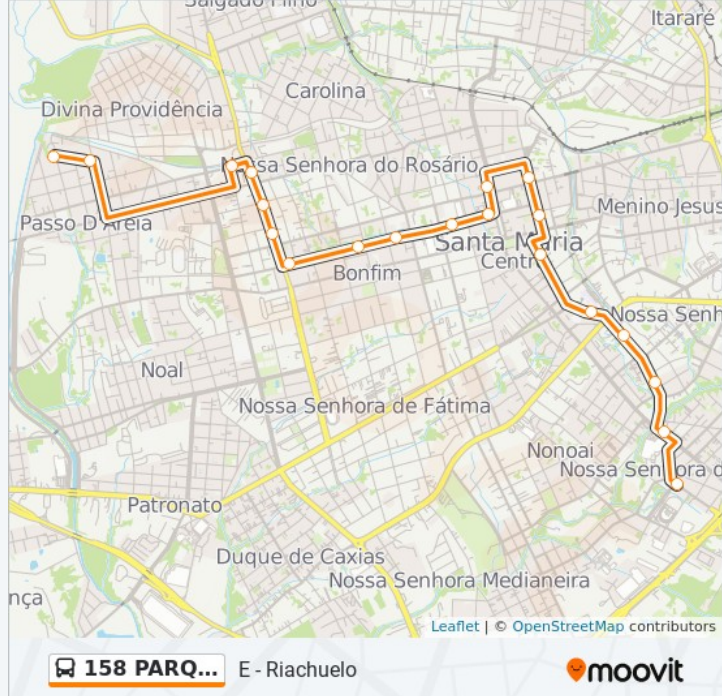 Salgado Filho
Itararé
Carolina
Divina Providência
Nossa Senhora do Rosário
Menino Jesus
Passo D'Areia
Santa Maria
Centro
Bonfim
Nossa Senh
Noal
Nossa Senhora de Fátima
Nonoai
Nossa Senhora d
Patronato
Duque de Caxias
Nossa Senhora Medianeira
nça
Leaflet | © OpenStreetMap contributors
158 PARQ... E - Riachuelo moovit